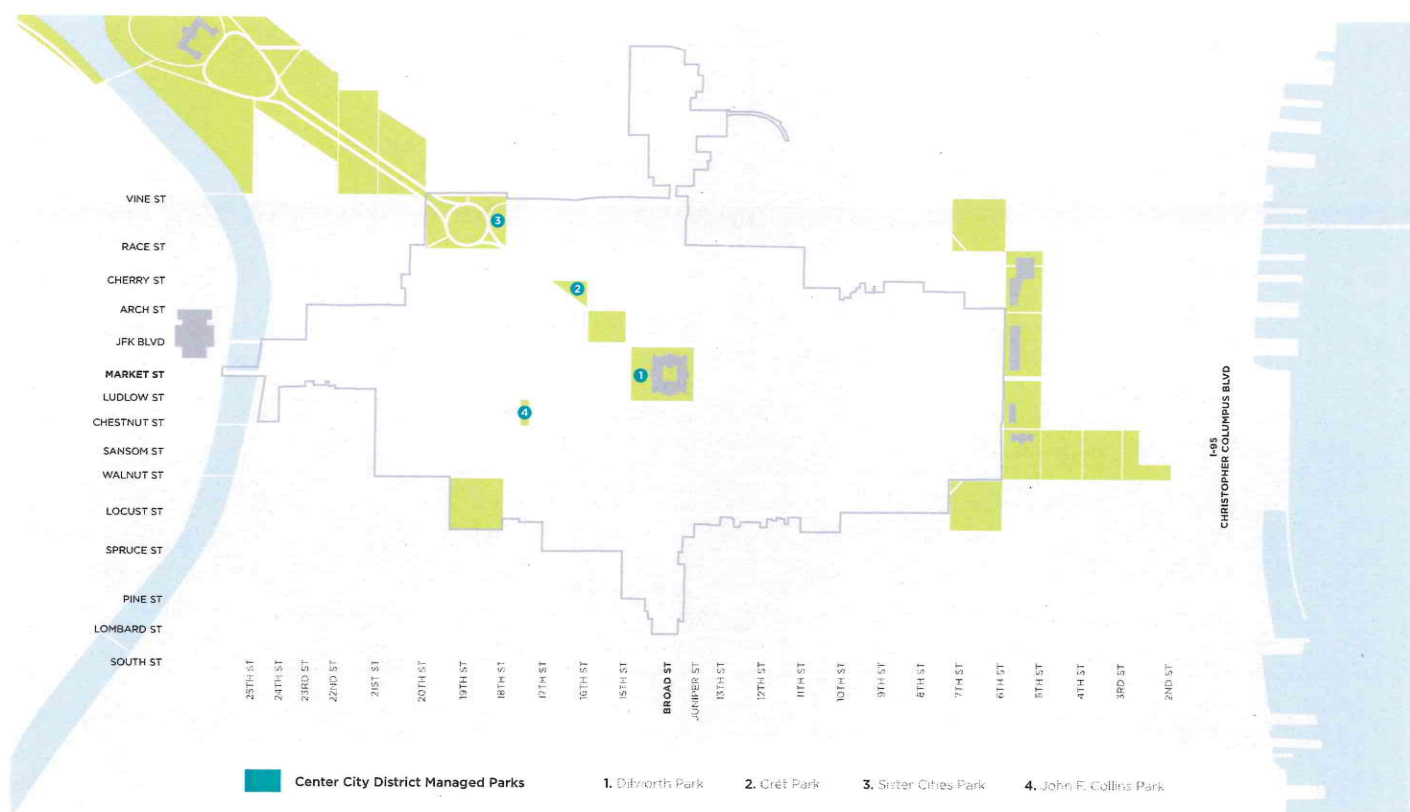 VINE ST
RACE ST
CHERRY ST
ARCH ST
JFK BLVD
MARKET ST
LUDLOW ST
CHESTNUT ST
SANSOM ST
WALNUT ST
LOCUST ST
SPRUCE ST
PINE ST
LOMBARD ST
SOUTH ST
3
2
1
4
I-95
CHRISTOPHER COLUMBUS BLVD
25TH ST
24TH ST
23RD ST
22ND ST
21ST ST
20TH ST
19TH ST
18TH ST
17TH ST
16TH ST
15TH ST
BROAD ST
JUNIPER ST
13TH ST
12TH ST
11TH ST
10TH ST
9TH ST
8TH ST
7TH ST
6TH ST
5TH ST
4TH ST
3RD ST
2ND ST
Center City District Managed Parks
1. Dilworth Park
2. Cret Park
3. Sister Cities Park
4. John F. Collins Park